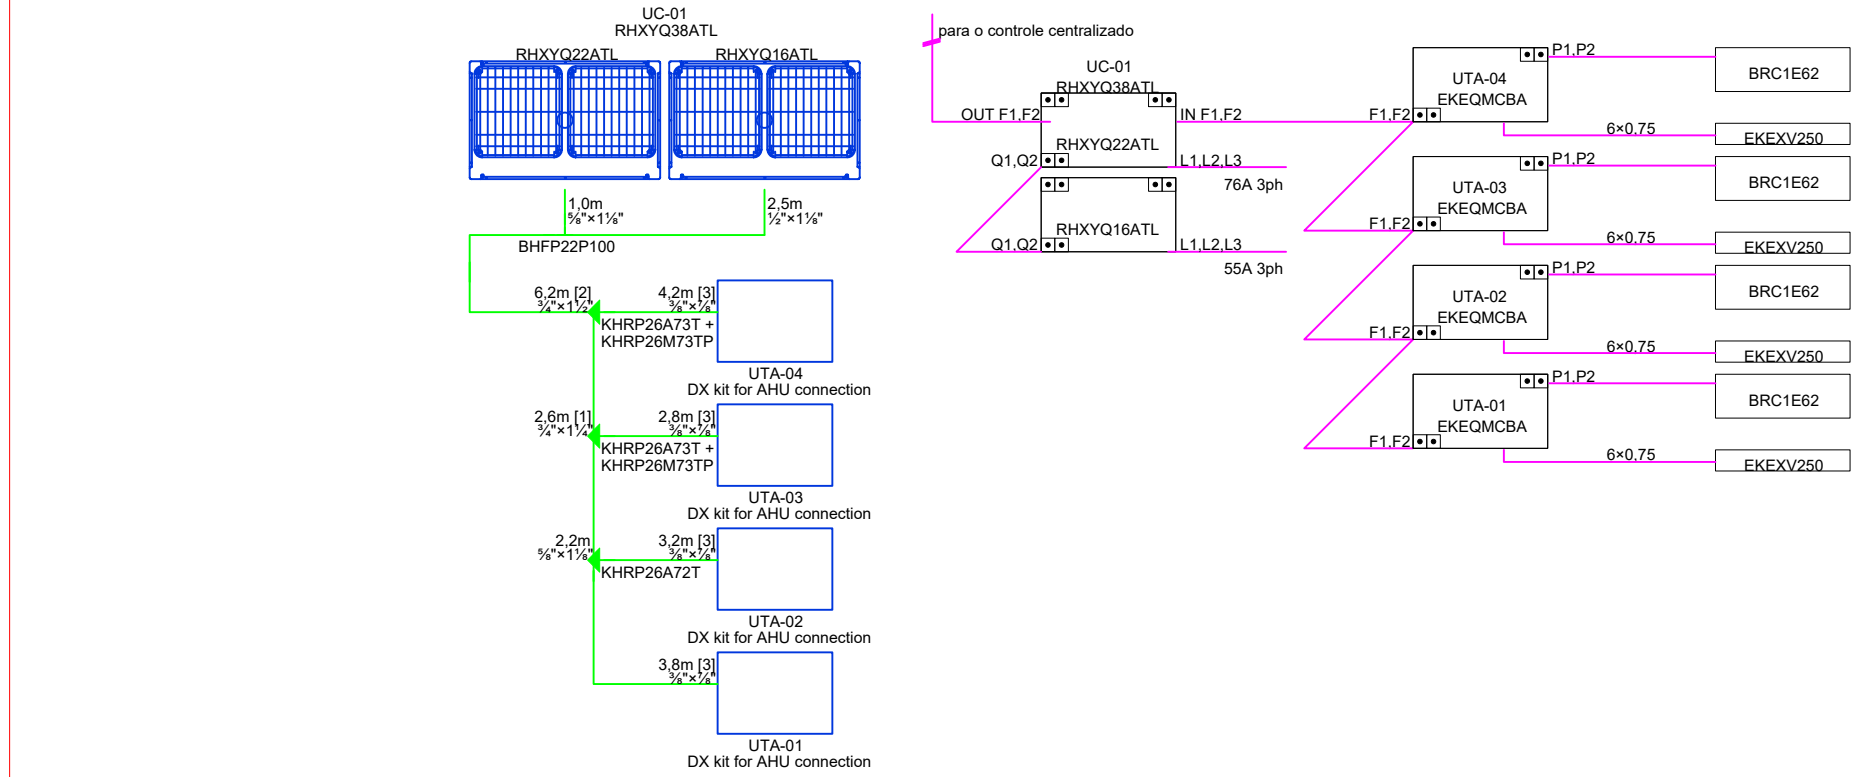 UC-01
RHXYQ38ATL
RHXYQ22ATL
RHXYQ16ATL
1,0m
⅝"×1⅛"
2,5m
½"×1⅛"
BHFP22P100
6,2m [2]
¾"×1½"
4,2m [3]
⅜"×⅞"
KHRP26A73T +
KHRP26M73TP
UTA-04
DX kit for AHU connection
2,6m [1]
¾"×1¼"
2,8m [3]
⅜"×⅞"
KHRP26A73T +
KHRP26M73TP
UTA-03
DX kit for AHU connection
2,2m
⅝"×1⅛"
3,2m [3]
⅜"×⅞"
KHRP26A72T
UTA-02
DX kit for AHU connection
3,8m [3]
⅜"×⅞"
UTA-01
DX kit for AHU connection
para o controle centralizado
UC-01
RHXYQ38ATL
OUT F1,F2
IN F1,F2
RHXYQ22ATL
Q1,Q2
L1,L2,L3
76A 3ph
RHXYQ16ATL
Q1,Q2
L1,L2,L3
55A 3ph
P1,P2
UTA-04
EKEQMCBA
BRC1E62
F1,F2
6×0,75
EKEXV250
P1,P2
UTA-03
EKEQMCBA
BRC1E62
F1,F2
6×0,75
EKEXV250
P1,P2
UTA-02
EKEQMCBA
BRC1E62
F1,F2
6×0,75
EKEXV250
P1,P2
UTA-01
EKEQMCBA
BRC1E62
F1,F2
6×0,75
EKEXV250